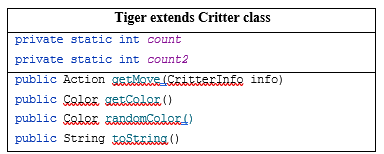 Tiger extends Critter class
private static int count
private static int count2
public Action getMove(CritterInfo info)
public Color getColor()
public Color randomColor()
public String toString()